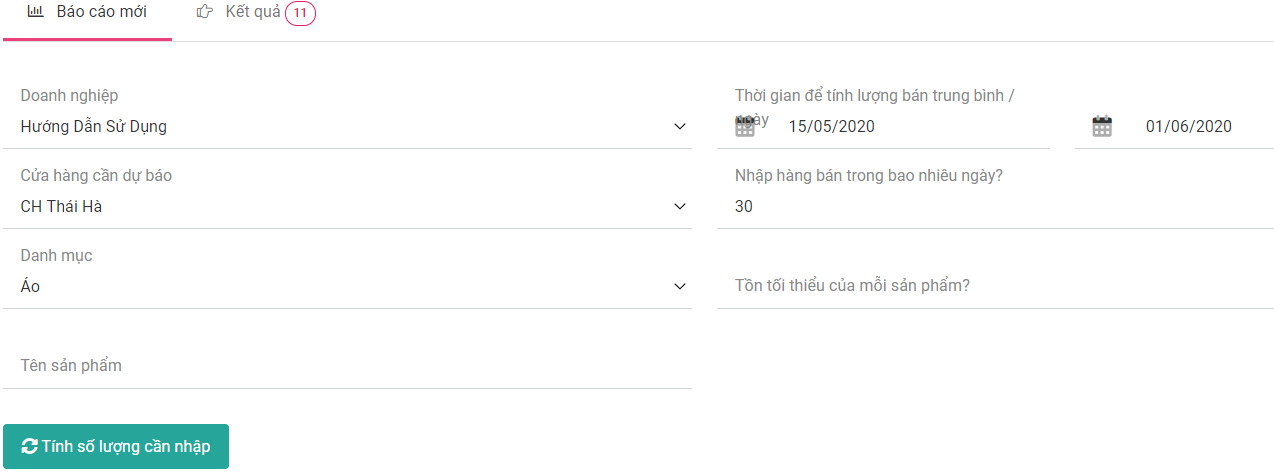 Báo cáo mới
Kết quả 11
Doanh nghiệp
Hướng Dẫn Sử Dụng
Thời gian để tính lượng bán trung bình /
ngày
15/05/2020
01/06/2020
Cửa hàng cần dự báo
CH Thái Hà
Nhập hàng bán trong bao nhiêu ngày?
30
Danh mục
Áo
Tồn tối thiểu của mỗi sản phẩm?
Tên sản phẩm
Tính số lượng cần nhập